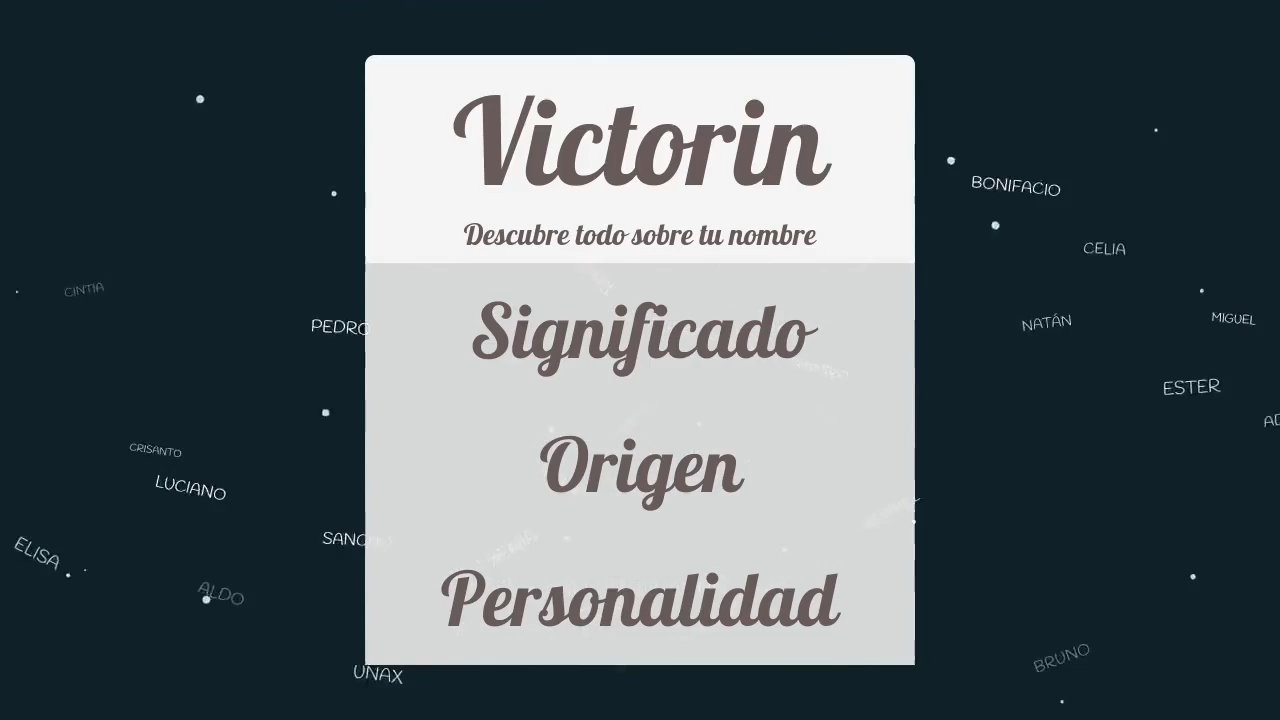 Victorin
Descubre todo sobre tu nombre
Significado
Origen
Personalidad
BONIFACIO
CELIA
CINTIA
PEDRO
NATÁN
MIGUEL
ESTER
CRISANTO
LUCIANO
ELISA
ALDO
UNAX
BRUNO